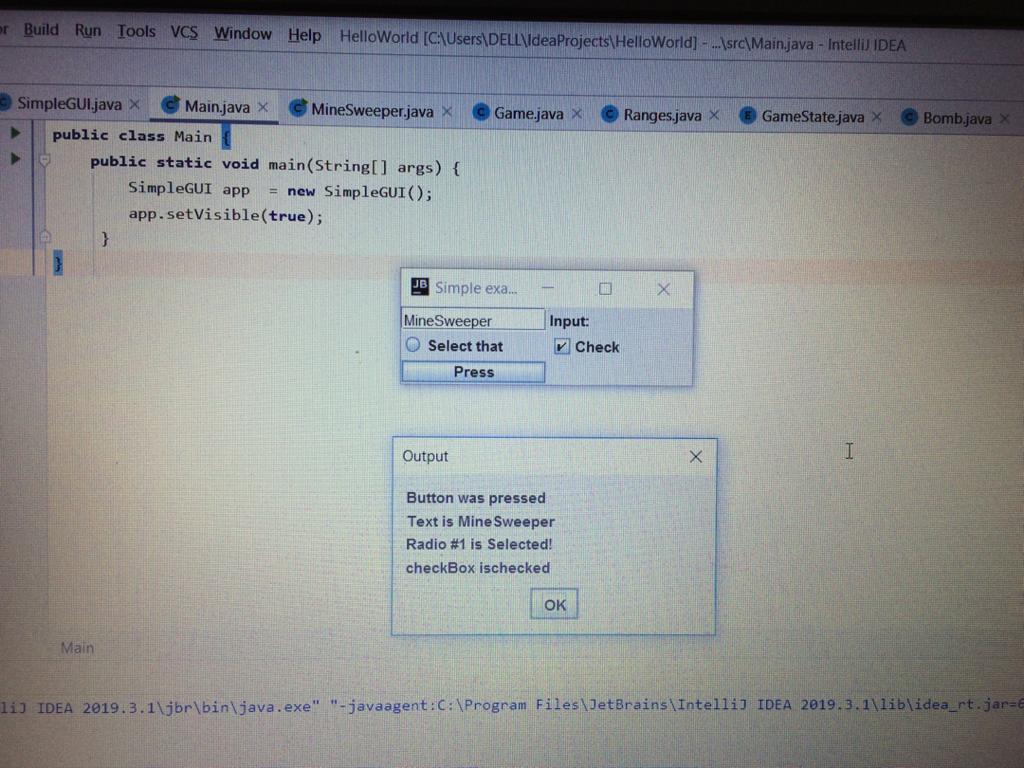 r Build Run Tools VCS Window Help HelloWorld [C:\Users\DELL\IdeaProjects\HelloWorld] - ...\src\Main.java - IntelliJ IDEA
C SimpleGUI.java × C Main.java × C MineSweeper.java × C Game.java × C Ranges.java × E GameState.java × C Bomb.java ×
public class Main {
public static void main(String[] args) {
SimpleGUI app = new SimpleGUI();
app.setVisible(true);
}
}
JB Simple exa...
MineSweeper Input:
Select that Check
Press
Output
Button was pressed
Text is MineSweeper
Radio #1 is Selected!
checkBox ischecked
OK
Main
lliJ IDEA 2019.3.1\jbr\bin\java.exe" "-javaagent:C:\Program Files\JetBrains\IntelliJ IDEA 2019.3.1\lib\idea_rt.jar=6